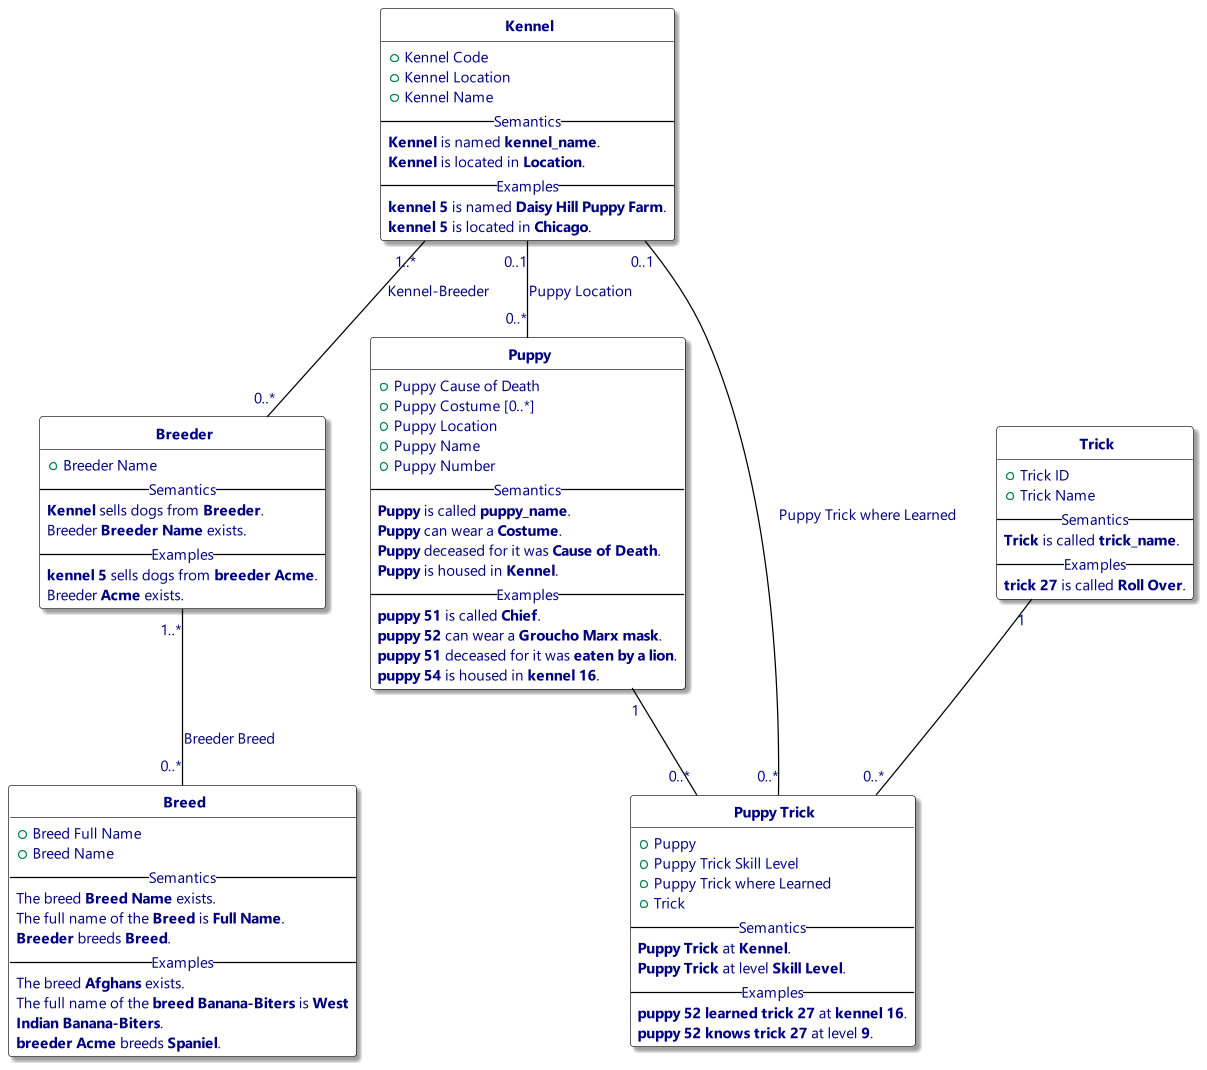 Kennel
Kennel Code
Kennel Location
Kennel Name
Semantics
Kennel is named kennel_name.
Kennel is located in Location.
Examples
kennel 5 is named Daisy Hill Puppy Farm.
kennel 5 is located in Chicago.
1..*
0..1
0..1
Kennel-Breeder
Puppy Location
0..*
0..*
Puppy
Puppy Cause of Death
Puppy Costume [0..*]
Puppy Location
Puppy Name
Puppy Number
Semantics
Puppy is called puppy_name.
Puppy can wear a Costume.
Puppy deceased for it was Cause of Death.
Puppy is housed in Kennel.
Examples
puppy 51 is called Chief.
puppy 52 can wear a Groucho Marx mask.
puppy 51 deceased for it was eaten by a lion.
puppy 54 is housed in kennel 16.
Breeder
Breeder Name
Semantics
Kennel sells dogs from Breeder.
Breeder Breeder Name exists.
Examples
kennel 5 sells dogs from breeder Acme.
Breeder Acme exists.
Puppy Trick where Learned
Trick
Trick ID
Trick Name
Semantics
Trick is called trick_name.
Examples
trick 27 is called Roll Over.
1..*
1
1
Breeder Breed
0..*
0..*
0..*
0..*
Breed
Breed Full Name
Breed Name
Semantics
The breed Breed Name exists.
The full name of the Breed is Full Name.
Breeder breeds Breed.
Examples
The breed Afghans exists.
The full name of the breed Banana-Biters is West
Indian Banana-Biters.
breeder Acme breeds Spaniel.
Puppy Trick
Puppy
Puppy Trick Skill Level
Puppy Trick where Learned
Trick
Semantics
Puppy Trick at Kennel.
Puppy Trick at level Skill Level.
Examples
puppy 52 learned trick 27 at kennel 16.
puppy 52 knows trick 27 at level 9.